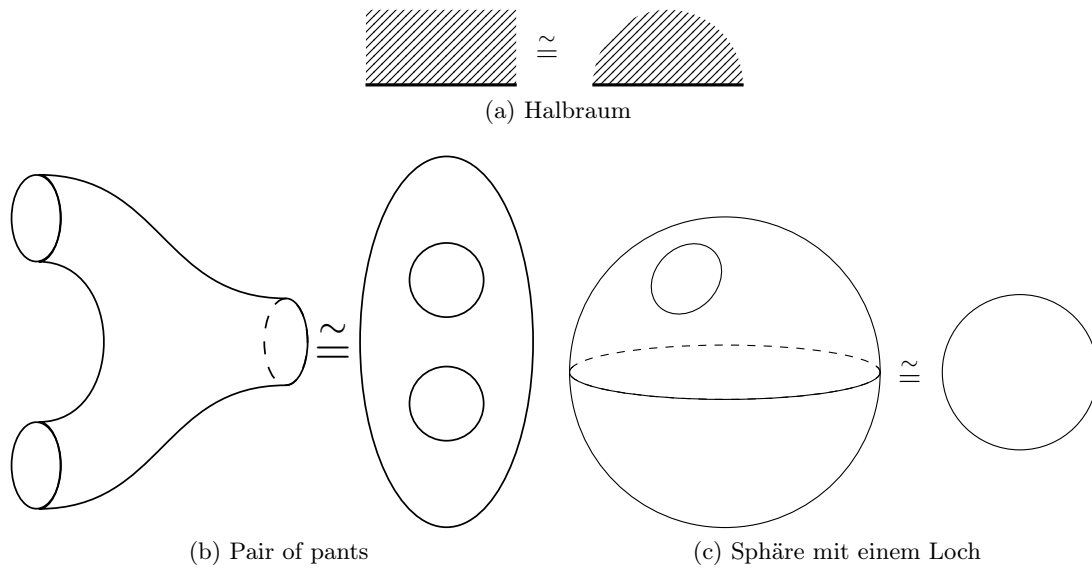 ≅
(a) Halbraum
≅
≅
(b) Pair of pants
(c) Sphäre mit einem Loch